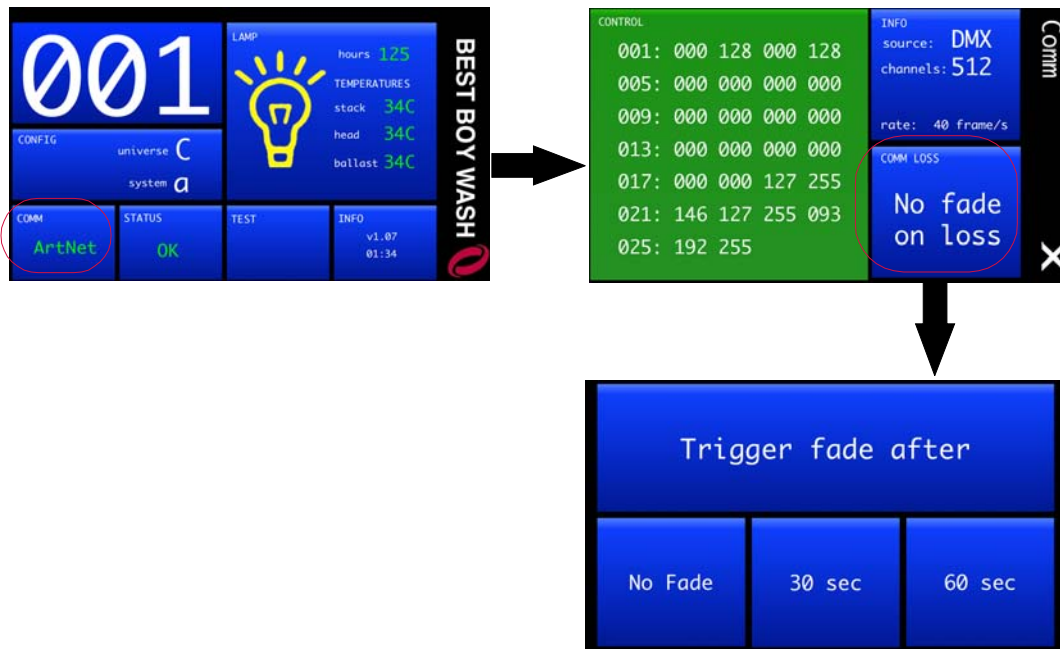 001
LAMP
hours 125
TEMPERATURES
stack 34C
head 34C
ballast 34C
CONFIG
universe C
system a
COMM
ArtNet
STATUS
OK
TEST
INFO
v1.07
01:34
BEST BOY WASH
CONTROL
001: 000 128 000 128
005: 000 000 000 000
009: 000 000 000 000
013: 000 000 000 000
017: 000 000 127 255
021: 146 127 255 093
025: 192 255
INFO
source: DMX
channels: 512
rate: 40 frame/s
COMM LOSS
No fade
on loss
Comm
X
Trigger fade after
No Fade
30 sec
60 sec